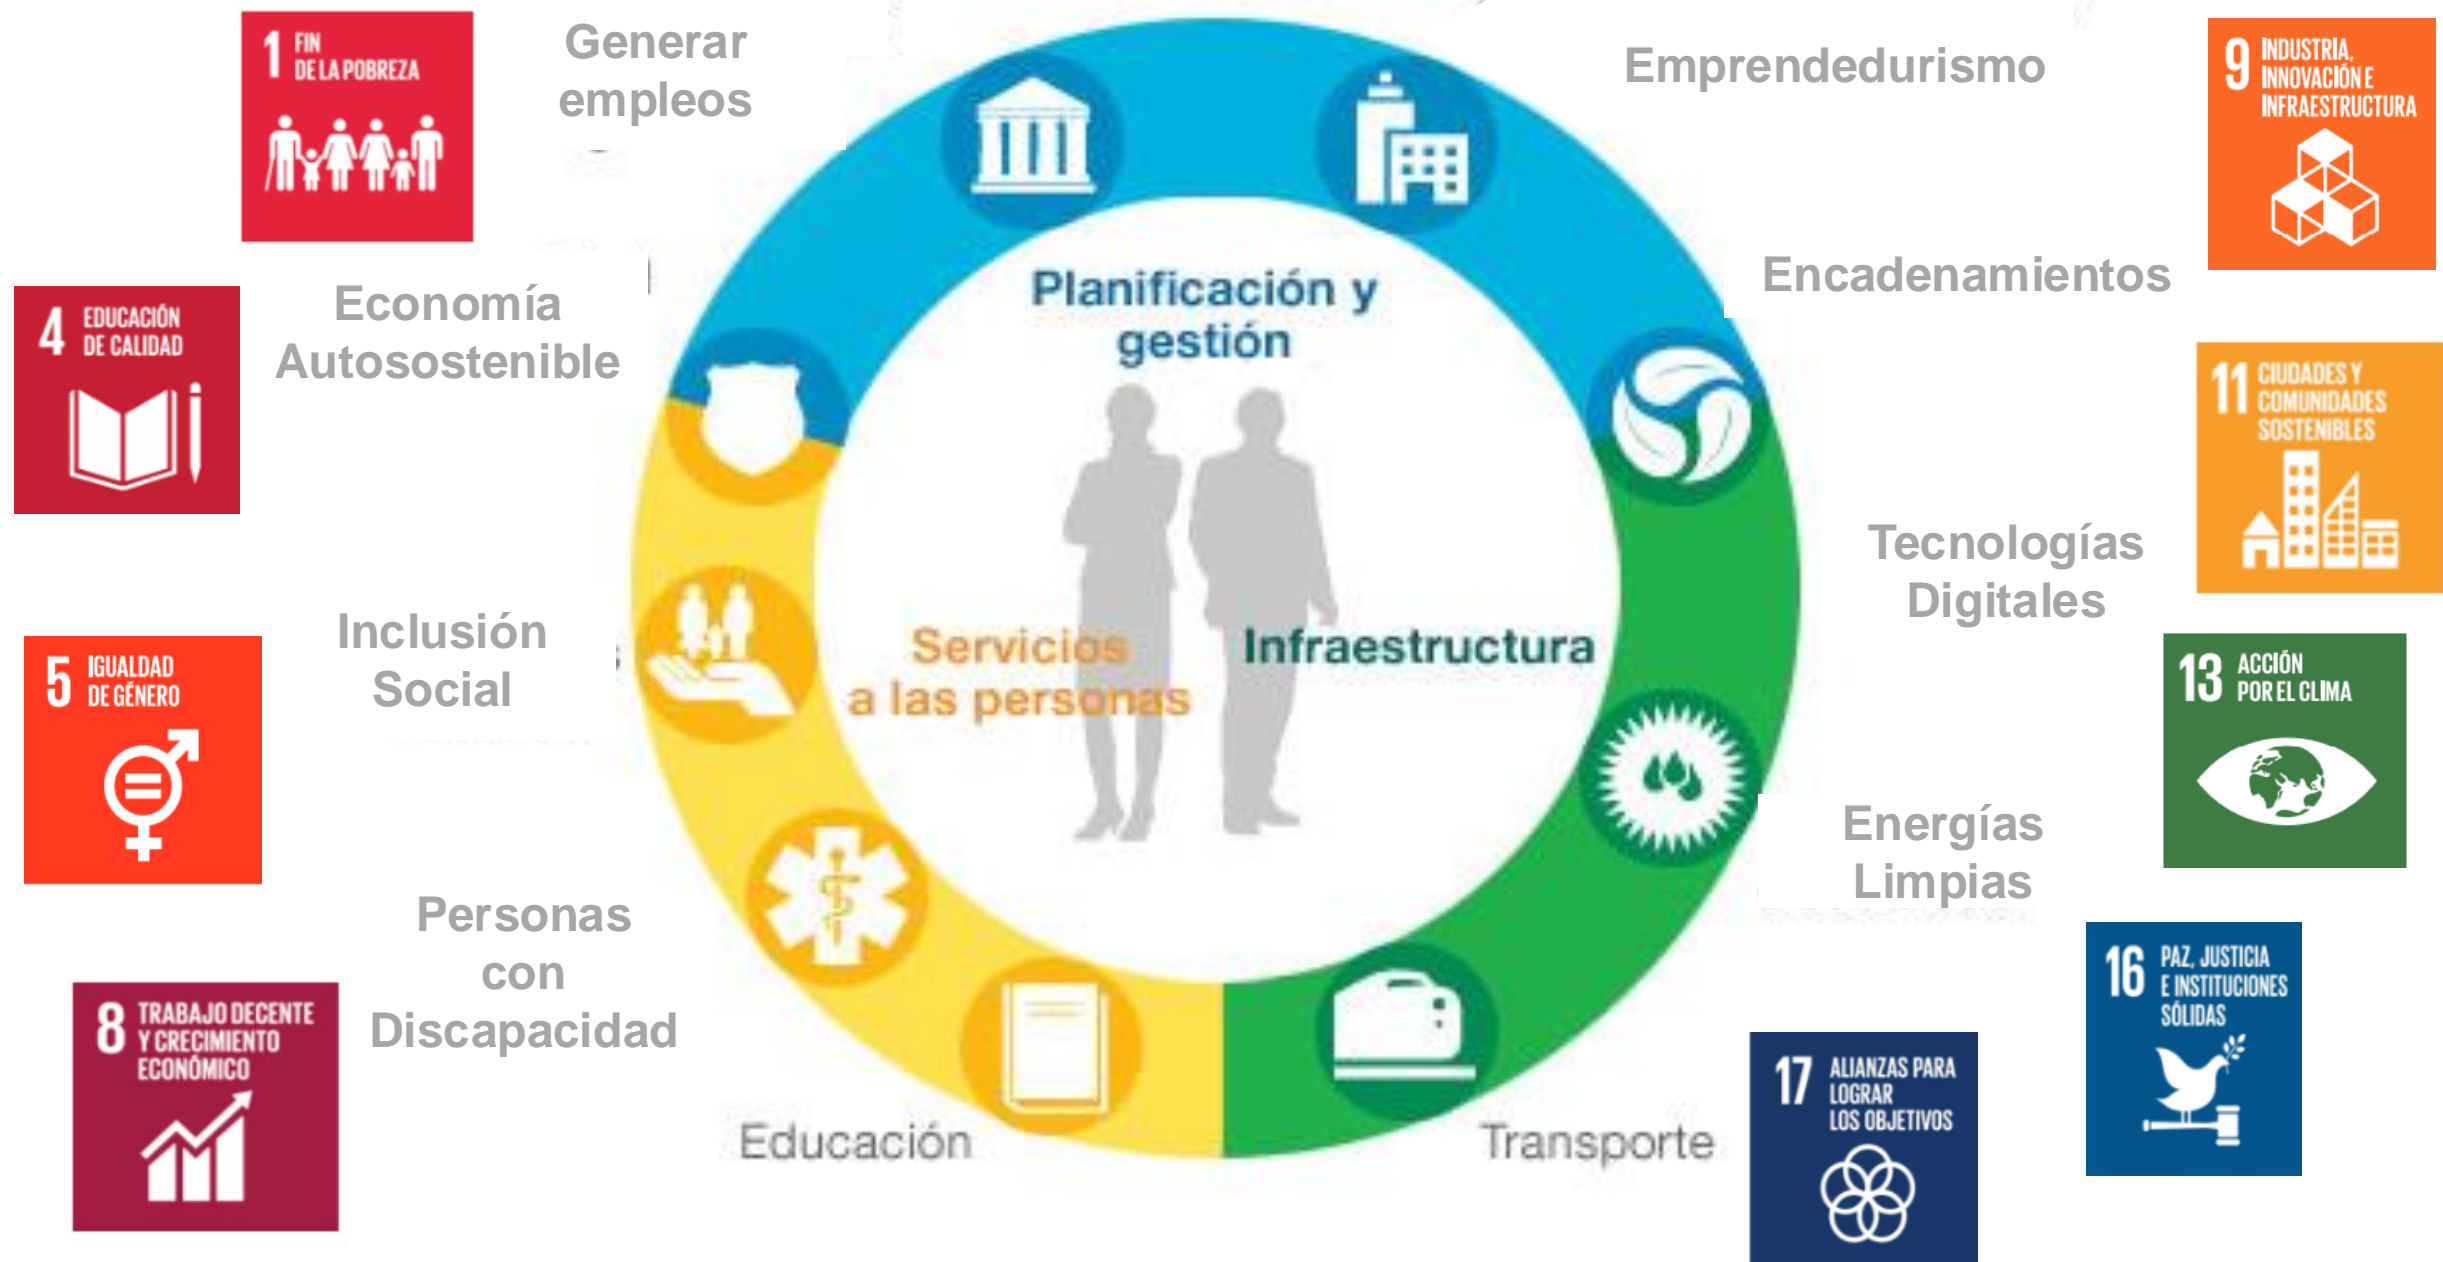 1 FIN
DE LA POBREZA
Generar
empleos
Emprendedurismo
9 INDUSTRIA,
INNOVACIÓN E
INFRAESTRUCTURA
4 EDUCACIÓN
DE CALIDAD
Economía
Autosostenible
Planificación y
gestión
Encadenamientos
11 CIUDADES Y
COMUNIDADES
SOSTENIBLES
5 IGUALDAD
DE GÉNERO
Inclusión
Social
Servicios
a las personas
Infraestructura
Tecnologías
Digitales
13 ACCIÓN
POR EL CLIMA
Energías
Limpias
8 TRABAJO DECENTE
Y CRECIMIENTO
ECONÓMICO
Personas
con
Discapacidad
Educación
Transporte
17 ALIANZAS PARA
LOGRAR
LOS OBJETIVOS
16 PAZ, JUSTICIA
E INSTITUCIONES
SÓLIDAS